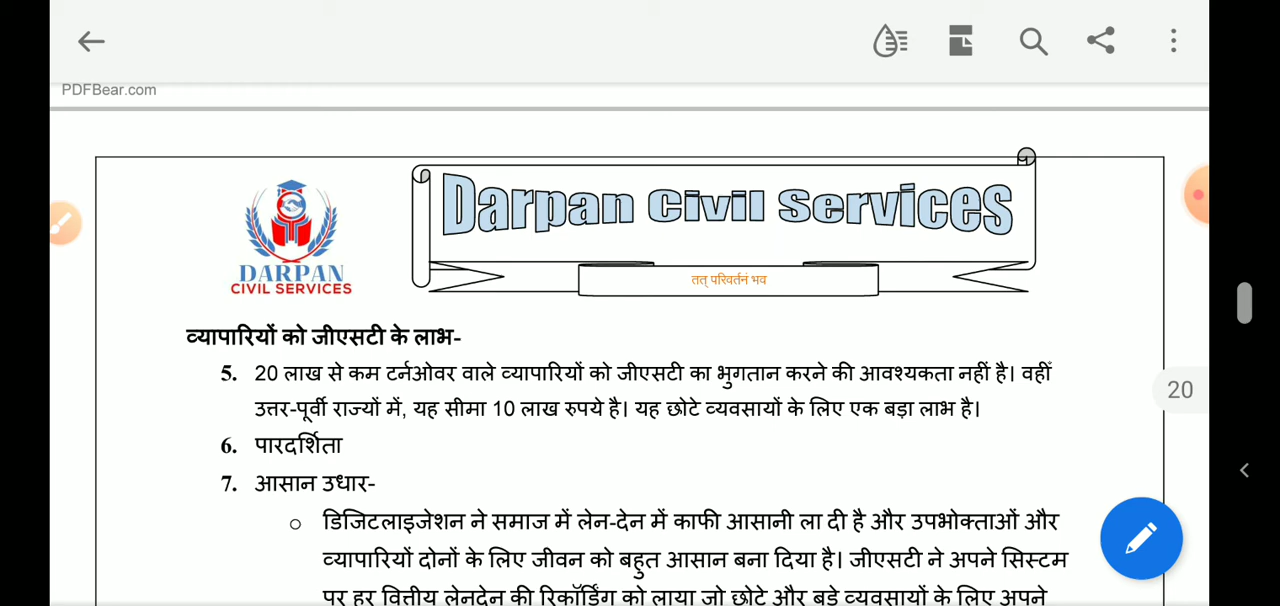 PDFBear.com
Darpan Civil Services
DARPAN
CIVIL SERVICES
तत् परिवर्तनं भव
व्यापारियों को जीएसटी के लाभ-
5. 20 लाख से कम टर्नओवर वाले व्यापारियों को जीएसटी का भुगतान करने की आवश्यकता नहीं है। वहीँ
उत्तर-पूर्वी राज्यों में, यह सीमा 10 लाख रुपये है। यह छोटे व्यवसायों के लिए एक बड़ा लाभ है।
20
6. पारदर्शिता
7. आसान उधार-
○ डिजिटलाइजेशन ने समाज में लेन-देन में काफी आसानी ला दी है और उपभोक्ताओं और
व्यापारियों दोनों के लिए जीवन को बहुत आसान बना दिया है। जीएसटी ने अपने सिस्टम
पर हर वित्तीय लेनदेन की रिकॉर्डिंग को लाया जो छोटे और बड़े व्यवसायों के लिए अपने